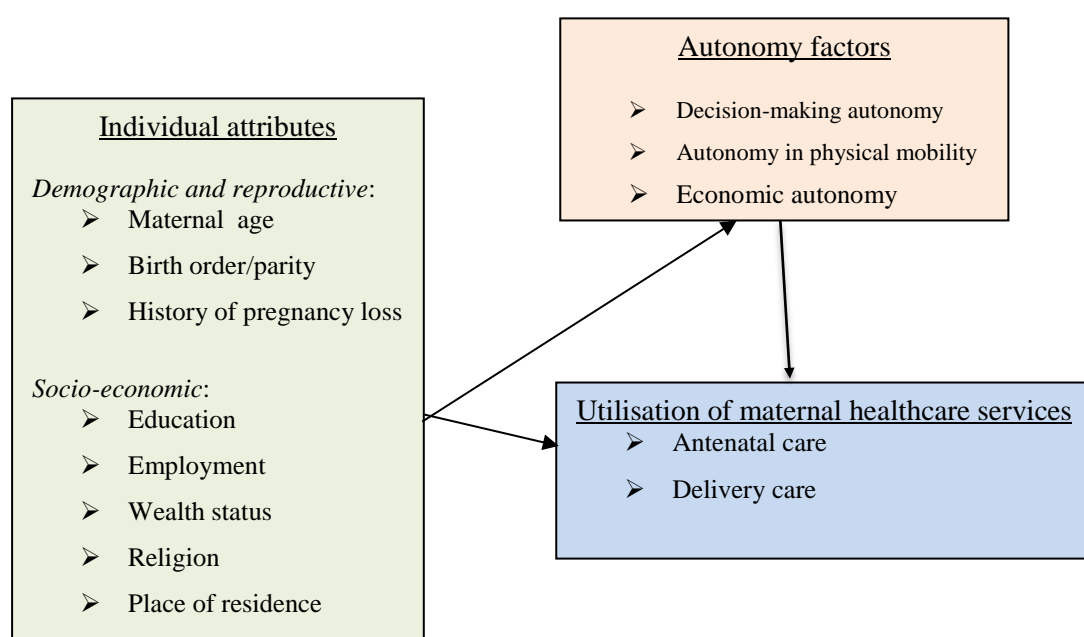 Autonomy factors
➢ Decision-making autonomy
➢ Autonomy in physical mobility
➢ Economic autonomy
Individual attributes
Demographic and reproductive:
➢ Maternal age
➢ Birth order/parity
➢ History of pregnancy loss
Socio-economic:
➢ Education
➢ Employment
➢ Wealth status
➢ Religion
➢ Place of residence
Utilisation of maternal healthcare services
➢ Antenatal care
➢ Delivery care